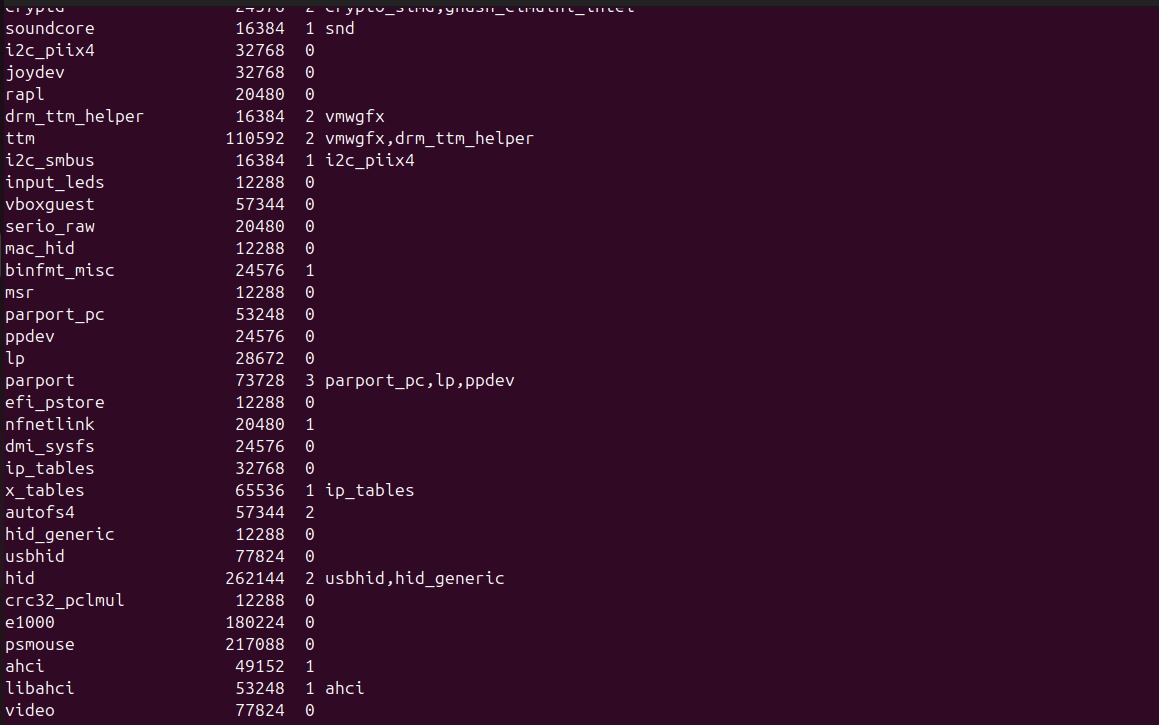 soundcore 16384 1 snd
i2c_piix4 32768 0
joydev 32768 0
rapl 20480 0
drm_ttm_helper 16384 2 vmwgfx
ttm 110592 2 vmwgfx,drm_ttm_helper
i2c_smbus 16384 1 i2c_piix4
input_leds 12288 0
vboxguest 57344 0
serio_raw 20480 0
mac_hid 12288 0
binfmt_misc 24576 1
msr 12288 0
parport_pc 53248 0
ppdev 24576 0
lp 28672 0
parport 73728 3 parport_pc,lp,ppdev
efi_pstore 12288 0
nfnetlink 20480 1
dmi_sysfs 24576 0
ip_tables 32768 0
x_tables 65536 1 ip_tables
autofs4 57344 2
hid_generic 12288 0
usbhid 77824 0
hid 262144 2 usbhid,hid_generic
crc32_pclmul 12288 0
e1000 180224 0
psmouse 217088 0
ahci 49152 1
libahci 53248 1 ahci
video 77824 0